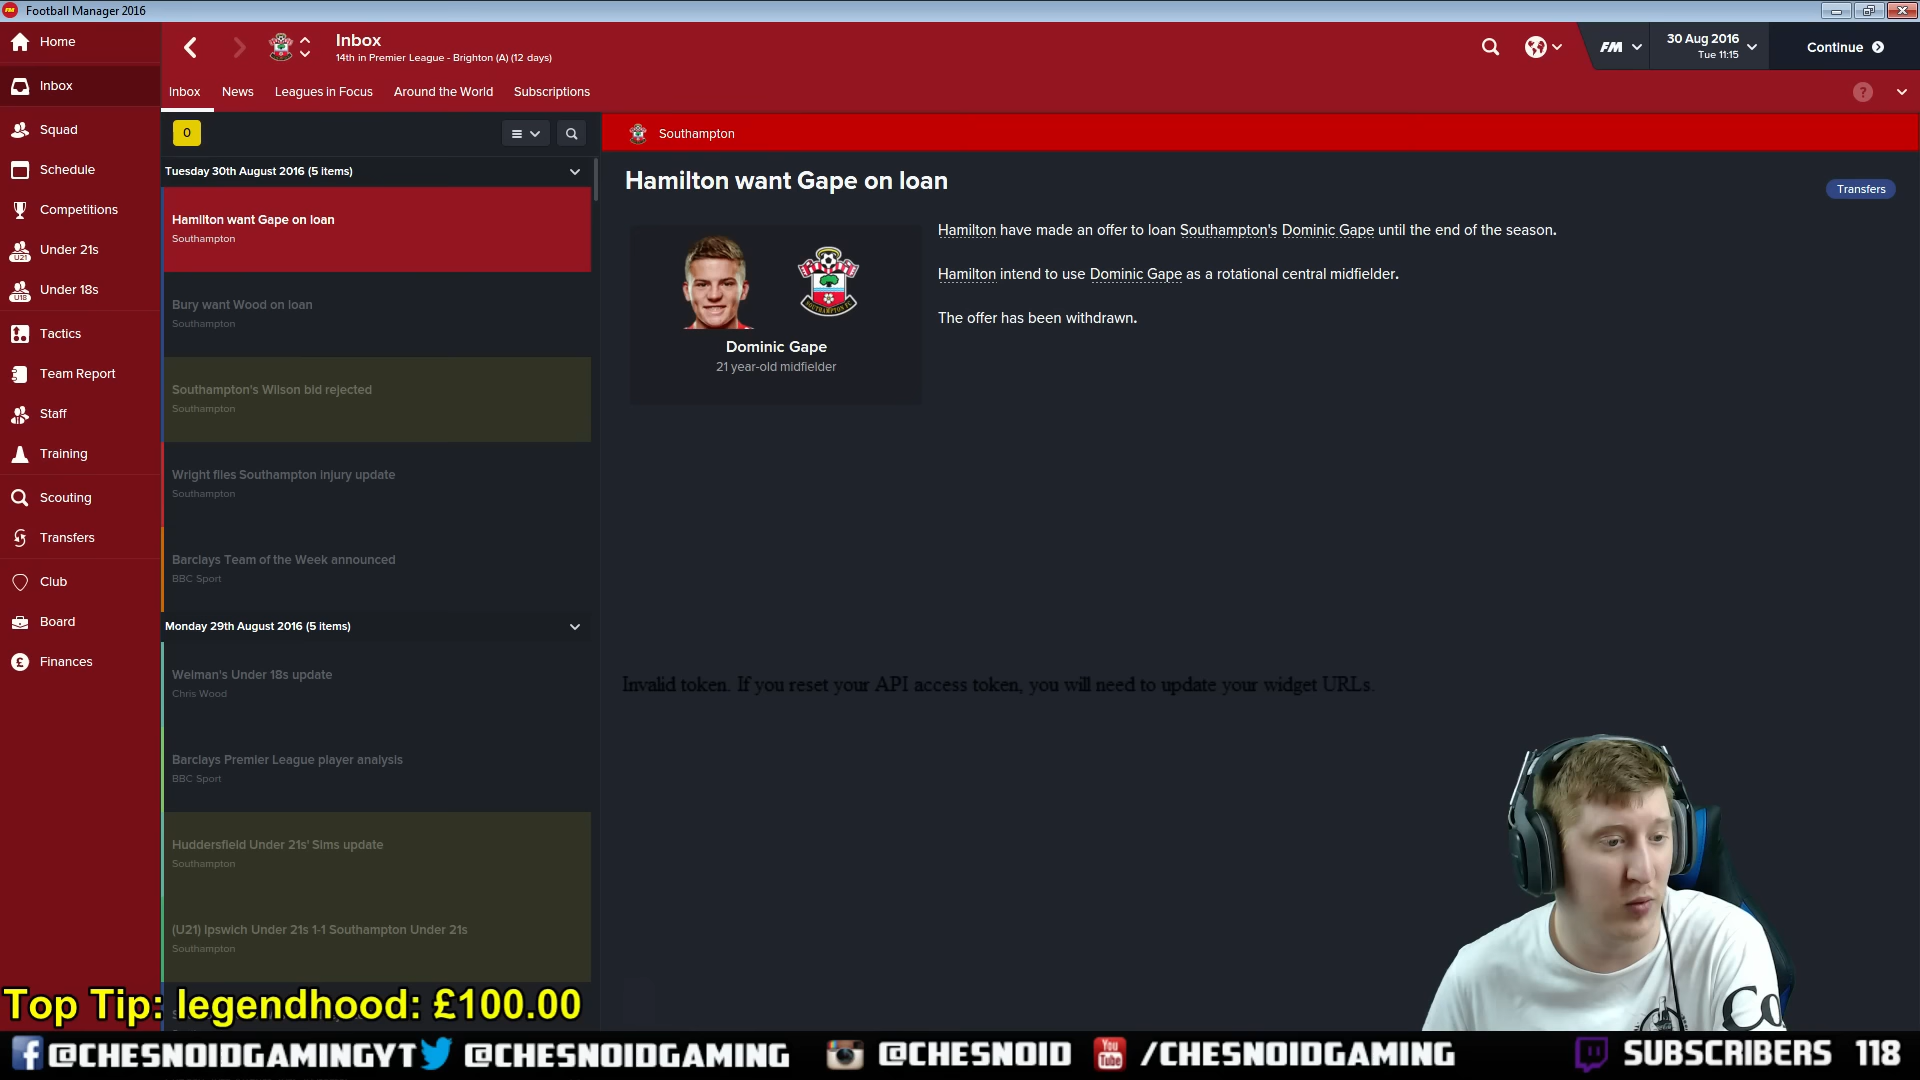 Football Manager 2016
Home
Inbox
Squad
Schedule
Competitions
U21
Under 21s
U18
Under 18s
Tactics
Team Report
Staff
Training
Scouting
Transfers
Club
Board
Finances
Inbox
14th in Premier League - Brighton (A) (12 days)
FM
30 Aug 2016
Tue 11:15
Continue
Inbox News Leagues in Focus Around the World Subscriptions
?
0
Tuesday 30th August 2016 (5 items)
Hamilton want Gape on loan
Southampton
Bury want Wood on loan
Southampton
Southampton's Wilson bid rejected
Southampton
Wright files Southampton injury update
Southampton
Barclays Team of the Week announced
BBC Sport
Monday 29th August 2016 (5 items)
Welman's Under 18s update
Chris Wood
Barclays Premier League player analysis
BBC Sport
Huddersfield Under 21s' Sims update
Southampton
(U21) Ipswich Under 21s 1-1 Southampton Under 21s
Southampton
Southampton
Hamilton want Gape on loan
Transfers
Dominic Gape
21 year-old midfielder
Hamilton have made an offer to loan Southampton's Dominic Gape until the end of the season.
Hamilton intend to use Dominic Gape as a rotational central midfielder.
The offer has been withdrawn.
Invalid token. If you reset your API access token, you will need to update your widget URLs.
Top Tip: legendhood: £100.00
@CHESNOIDGAMINGYT @CHESNOIDGAMING @CHESNOID You Tube /CHESNOIDGAMING SUBSCRIBERS 118